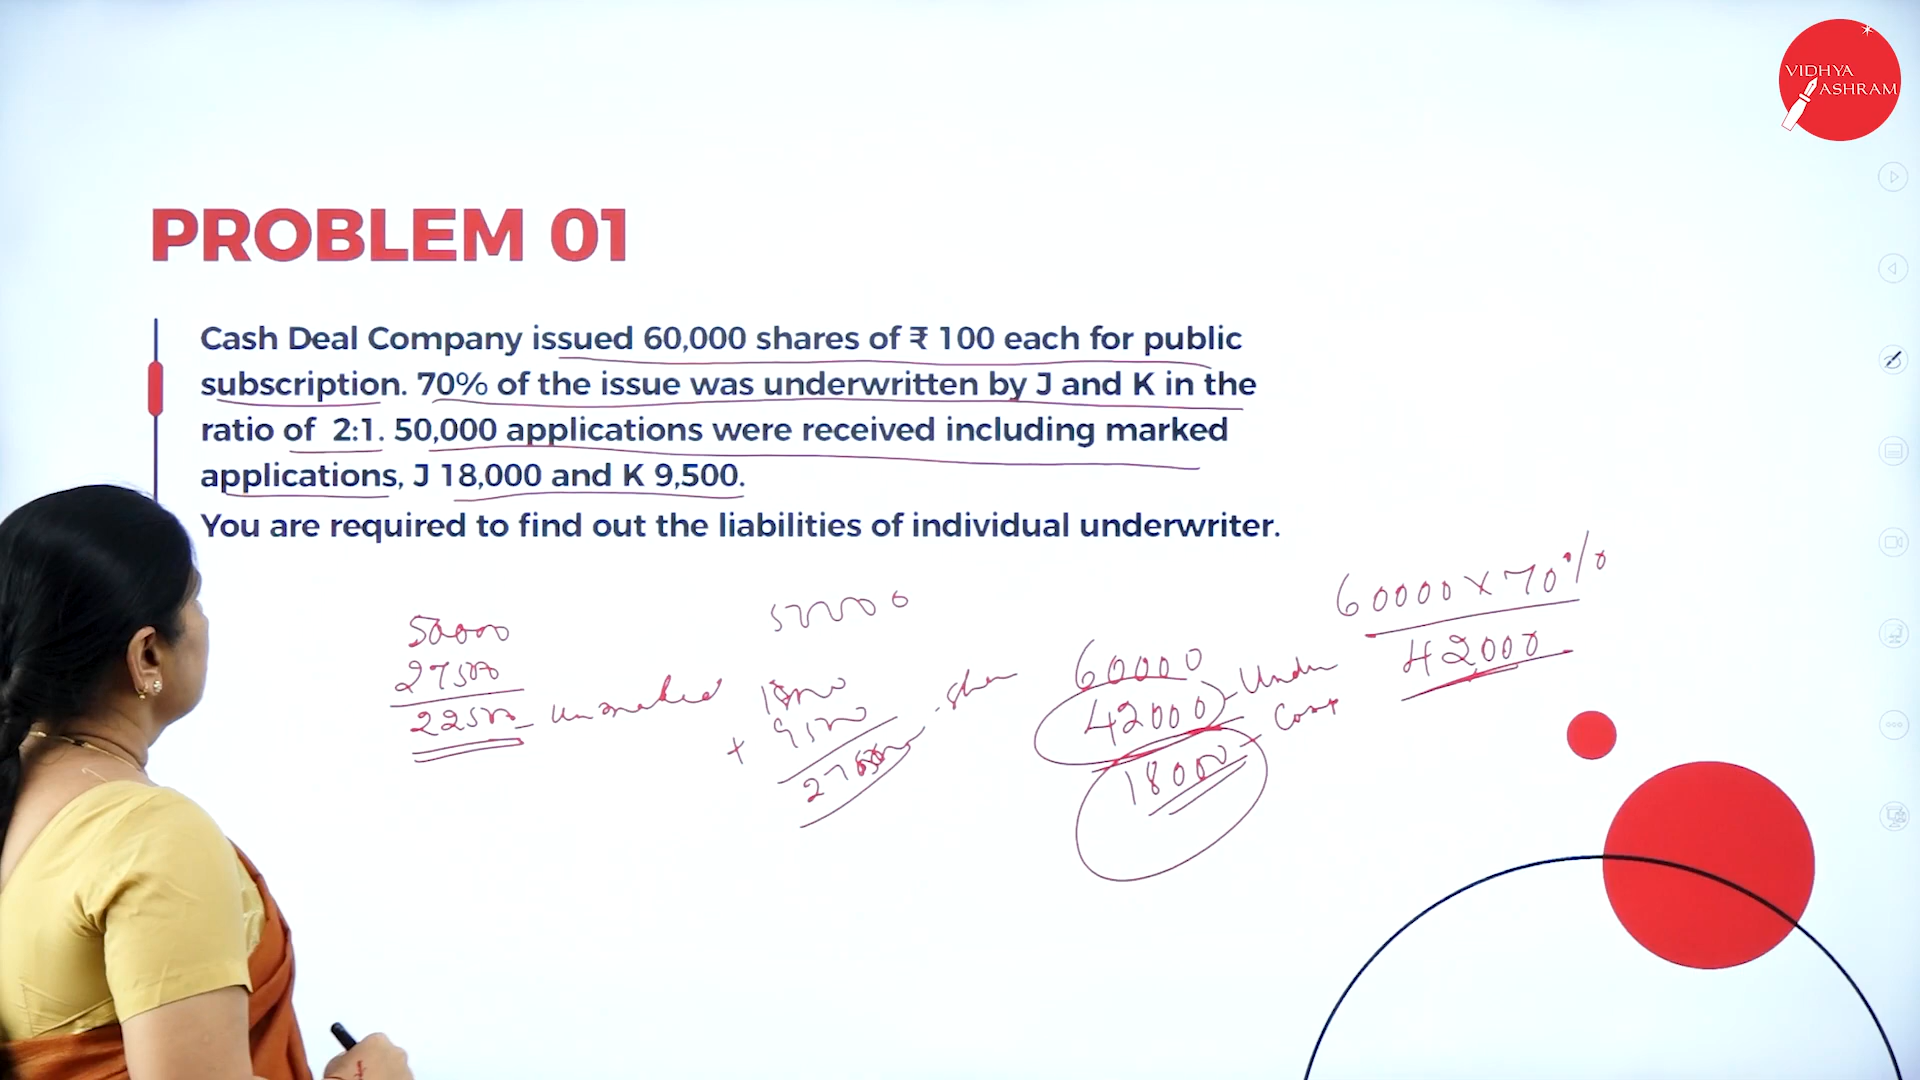 VIDHYA
ASHRAM
PROBLEM 01
Cash Deal Company issued 60,000 shares of ₹ 100 each for public
subscription. 70% of the issue was underwritten by J and K in the
ratio of 2:1. 50,000 applications were received including marked
applications, J 18,000 and K 9,500.
You are required to find out the liabilities of individual underwriter.
60000 x 70%
42000
50000
27500
22500 - unmarked
50000
18000
+ 9500
27500
60000
42000 - Under
18000 -